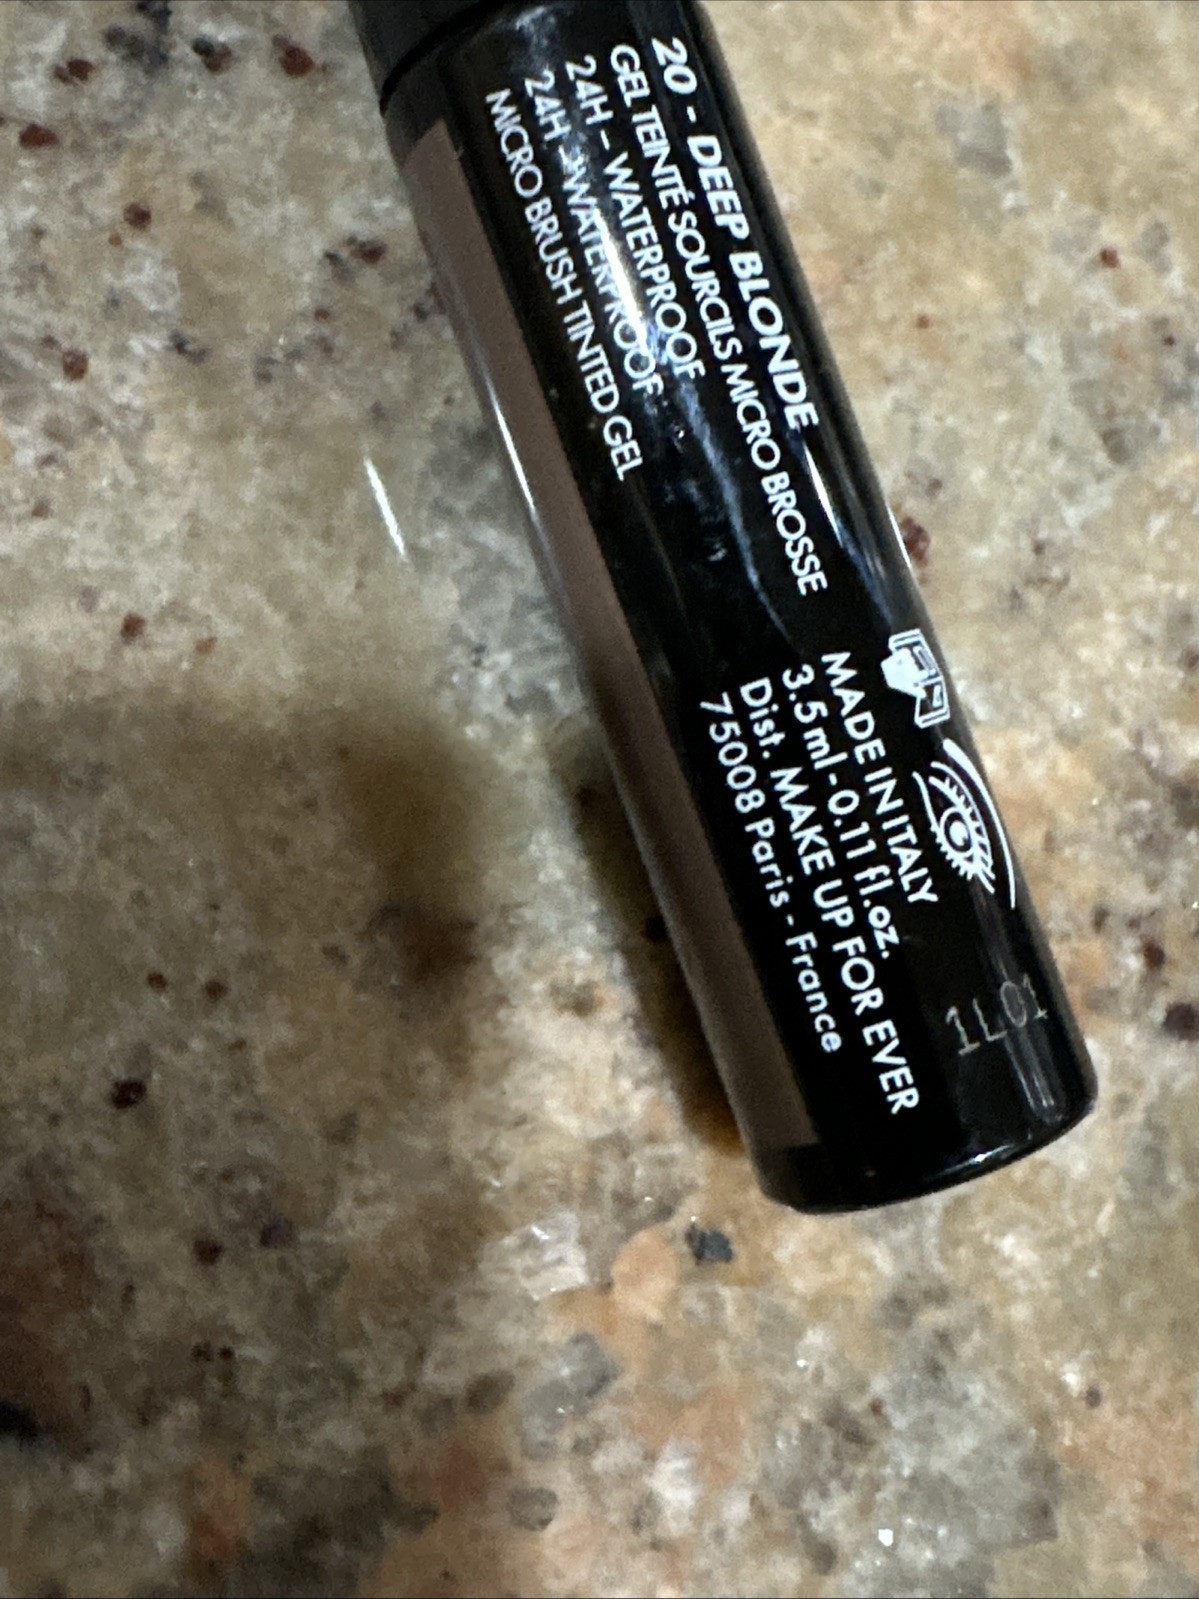 20 - DEEP BLONDE
GEL TEINTÉ SOURCILS MICRO BROSSE
24H - WATERPROOF
24H - WATERPROOF
MICRO BRUSH TINTED GEL
MADE IN ITALY
3.5 ml - 0.11 fl.oz.
Dist. MAKE UP FOR EVER
75008 Paris - France
1L01